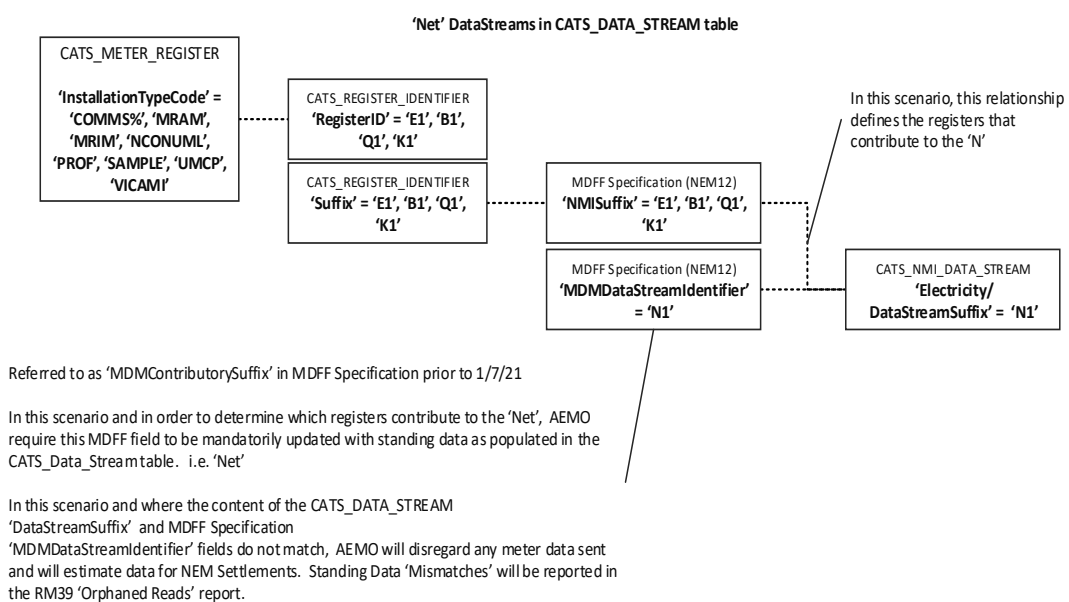 ‘Net’ DataStreams in CATS_DATA_STREAM table
CATS_METER_REGISTER
‘InstallationTypeCode’ =
‘COMMS%’, ‘MRAM’,
‘MRIM’, ‘NCONUML’,
‘PROF’, ‘SAMPLE’, ‘UMCP’,
‘VICAMI’
CATS_REGISTER_IDENTIFIER
‘RegisterID’ = ‘E1’, ‘B1’,
‘Q1’, ‘K1’
CATS_REGISTER_IDENTIFIER
‘Suffix’ = ‘E1’, ‘B1’, ‘Q1’,
‘K1’
MDFF Specification (NEM12)
‘NMISuffix’ = ‘E1’, ‘B1’, ‘Q1’,
‘K1’
MDFF Specification (NEM12)
‘MDMDataStreamIdentifier’
= ‘N1’
In this scenario, this relationship
defines the registers that
contribute to the ‘N’
CATS_NMI_DATA_STREAM
‘Electricity/
DataStreamSuffix’ = ‘N1’
Referred to as ‘MDMContributorySuffix’ in MDFF Specification prior to 1/7/21
In this scenario and in order to determine which registers contribute to the ‘Net’, AEMO
require this MDFF field to be mandatorily updated with standing data as populated in the
CATS_Data_Stream table. i.e. ‘Net’
In this scenario and where the content of the CATS_DATA_STREAM
‘DataStreamSuffix’ and MDFF Specification
‘MDMDataStreamIdentifier’ fields do not match, AEMO will disregard any meter data sent
and will estimate data for NEM Settlements. Standing Data ‘Mismatches’ will be reported in
the RM39 ‘Orphaned Reads’ report.